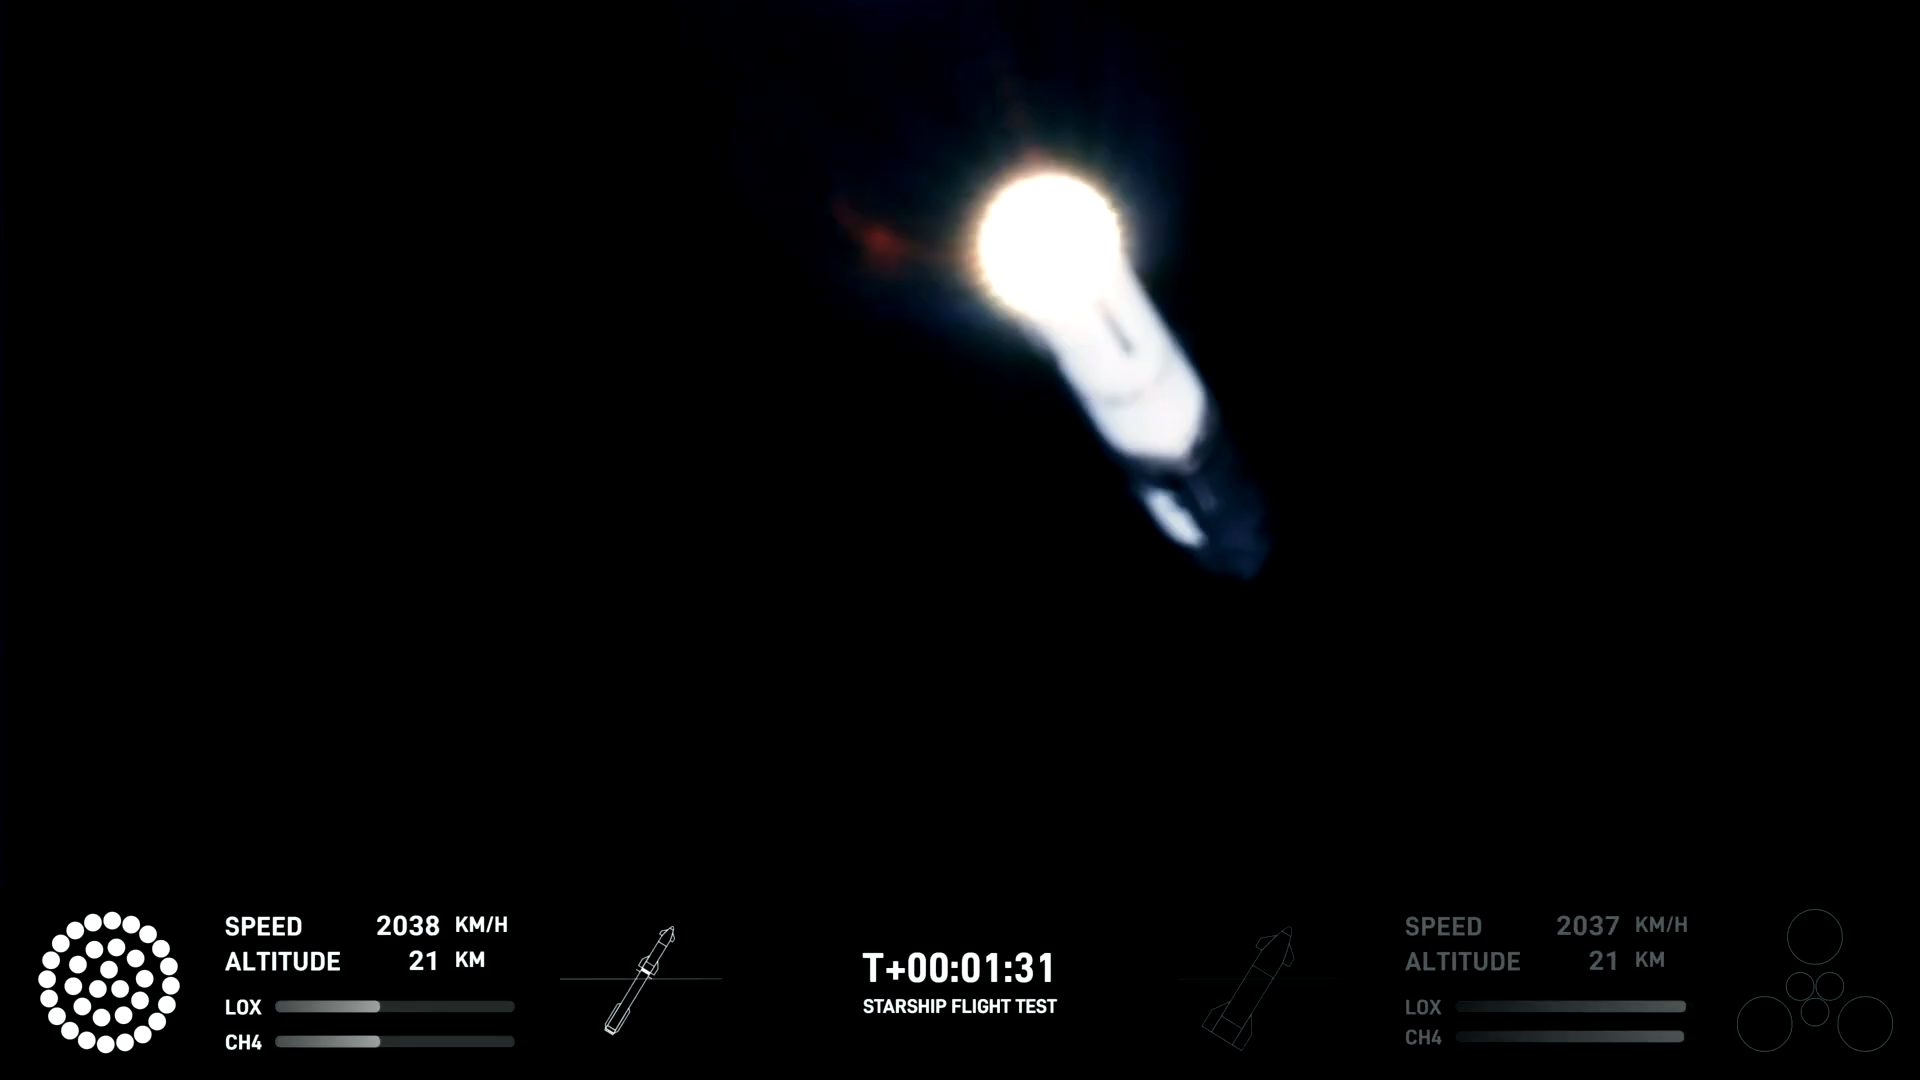 SPEED 2038 KM/H
ALTITUDE 21 KM
LOX
CH4
T+00:01:31
STARSHIP FLIGHT TEST
SPEED 2037 KM/H
ALTITUDE 21 KM
LOX
CH4